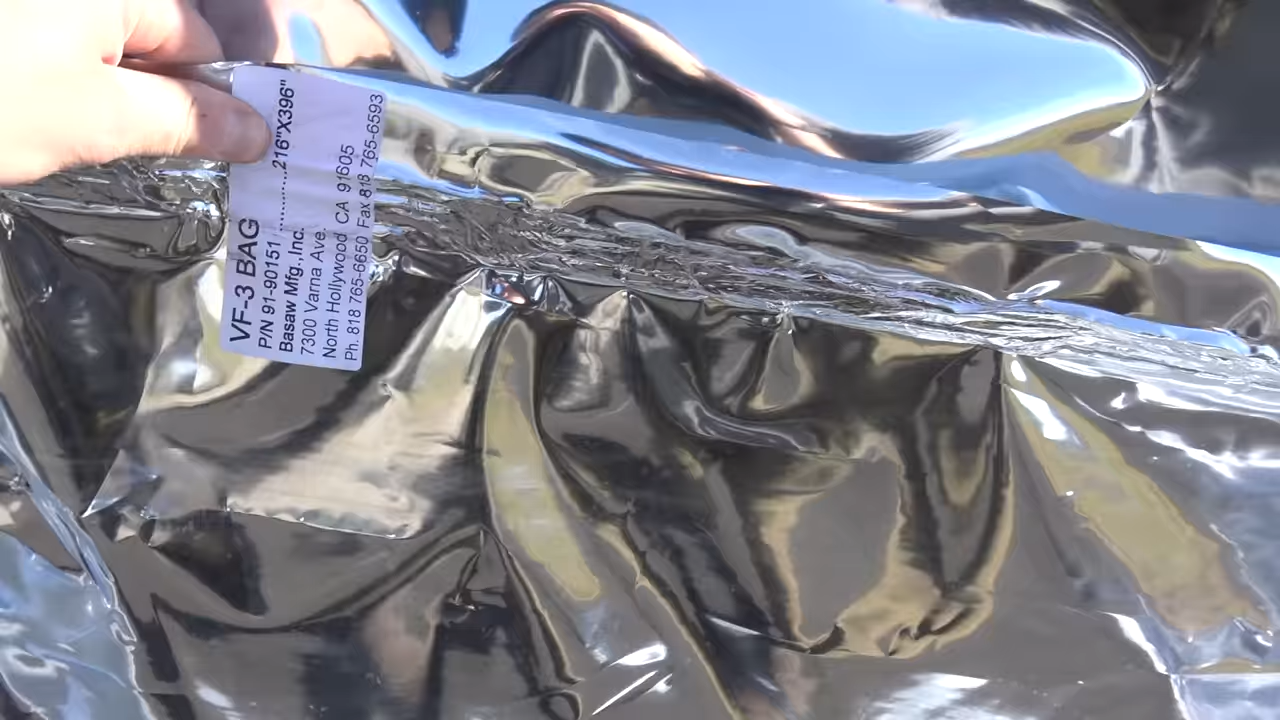 VF-3 BAG
P/N 91-90151 ............216"X396"
Basaw Mfg.,Inc.
7300 Varna Ave.
North Hollywood CA 91605
Ph. 818 765-6650 Fax 818 765-6593